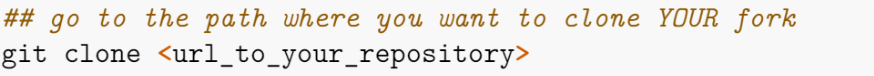 ## go to the path where you want to clone YOUR fork
git clone <url_to_your_repository>